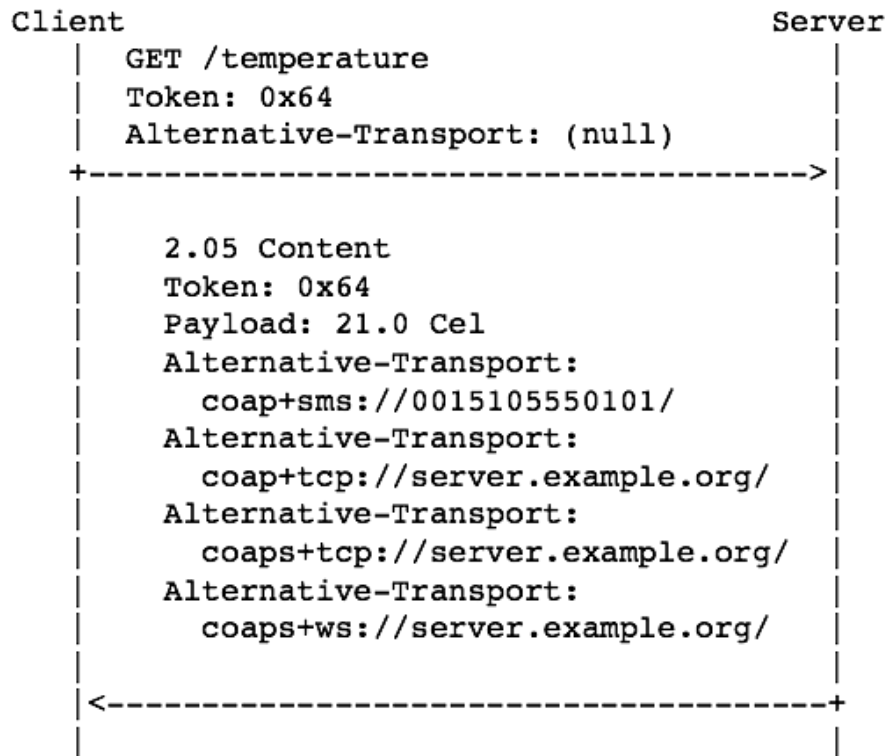 Client Server
GET /temperature
Token: 0x64
Alternative-Transport: (null)
+-------------------------------------->
2.05 Content
Token: 0x64
Payload: 21.0 Cel
Alternative-Transport:
coap+sms://0015105550101/
Alternative-Transport:
coap+tcp://server.example.org/
Alternative-Transport:
coaps+tcp://server.example.org/
Alternative-Transport:
coaps+ws://server.example.org/
<--------------------------------------+